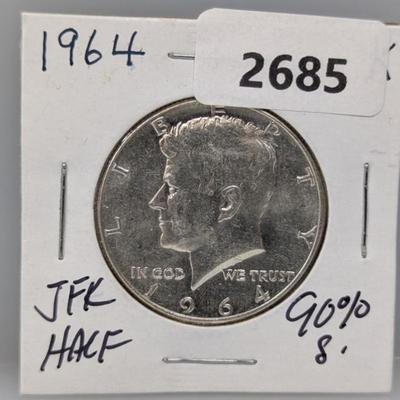 1964
2685
LIBERTY
IN GOD WE TRUST
1964
JFK
HALF
90%
S.